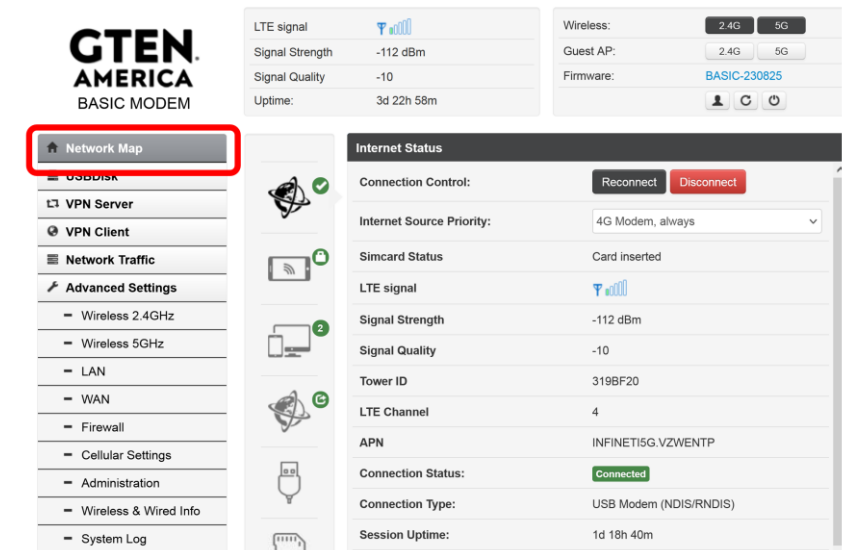 GTEN.
AMERICA
BASIC MODEM
LTE signal
Signal Strength -112 dBm
Signal Quality -10
Uptime: 3d 22h 58m
Wireless: 2.4G 5G
Guest AP: 2.4G 5G
Firmware: BASIC-230825
Network Map
USBDisk
VPN Server
VPN Client
Network Traffic
Advanced Settings
Wireless 2.4GHz
Wireless 5GHz
LAN
WAN
Firewall
Cellular Settings
Administration
Wireless & Wired Info
System Log
2
Internet Status
Connection Control: Reconnect Disconnect
Internet Source Priority: 4G Modem, always
Simcard Status Card inserted
LTE signal
Signal Strength -112 dBm
Signal Quality -10
Tower ID 319BF20
LTE Channel 4
APN INFINETI5G.VZWENTP
Connection Status: Connected
Connection Type: USB Modem (NDIS/RNDIS)
Session Uptime: 1d 18h 40m